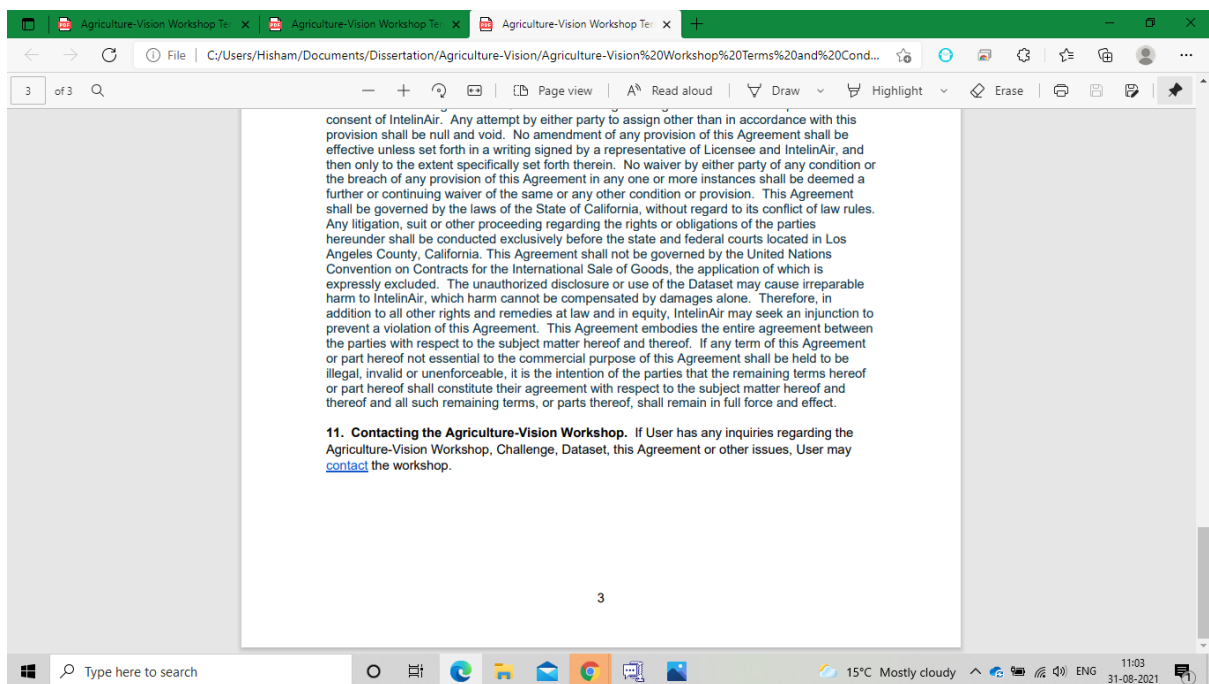 Agriculture-Vision Workshop Ter
Agriculture-Vision Workshop Ter
Agriculture-Vision Workshop Ter
File C:/Users/Hisham/Documents/Dissertation/Agriculture-Vision/Agriculture-Vision%20Workshop%20Terms%20and%20Cond...
3 of 3 Page view Read aloud Draw Highlight Erase
consent of IntelinAir. Any attempt by either party to assign other than in accordance with this
provision shall be null and void. No amendment of any provision of this Agreement shall be
effective unless set forth in a writing signed by a representative of Licensee and IntelinAir, and
then only to the extent specifically set forth therein. No waiver by either party of any condition or
the breach of any provision of this Agreement in any one or more instances shall be deemed a
further or continuing waiver of the same or any other condition or provision. This Agreement
shall be governed by the laws of the State of California, without regard to its conflict of law rules.
Any litigation, suit or other proceeding regarding the rights or obligations of the parties
hereunder shall be conducted exclusively before the state and federal courts located in Los
Angeles County, California. This Agreement shall not be governed by the United Nations
Convention on Contracts for the International Sale of Goods, the application of which is
expressly excluded. The unauthorized disclosure or use of the Dataset may cause irreparable
harm to IntelinAir, which harm cannot be compensated by damages alone. Therefore, in
addition to all other rights and remedies at law and in equity, IntelinAir may seek an injunction to
prevent a violation of this Agreement. This Agreement embodies the entire agreement between
the parties with respect to the subject matter hereof and thereof. If any term of this Agreement
or part hereof not essential to the commercial purpose of this Agreement shall be held to be
illegal, invalid or unenforceable, it is the intention of the parties that the remaining terms hereof
or part hereof shall constitute their agreement with respect to the subject matter hereof and
thereof and all such remaining terms, or parts thereof, shall remain in full force and effect.
11. Contacting the Agriculture-Vision Workshop. If User has any inquiries regarding the
Agriculture-Vision Workshop, Challenge, Dataset, this Agreement or other issues, User may
contact the workshop.
3
Type here to search
15°C Mostly cloudy
ENG
11:03
31-08-2021
1